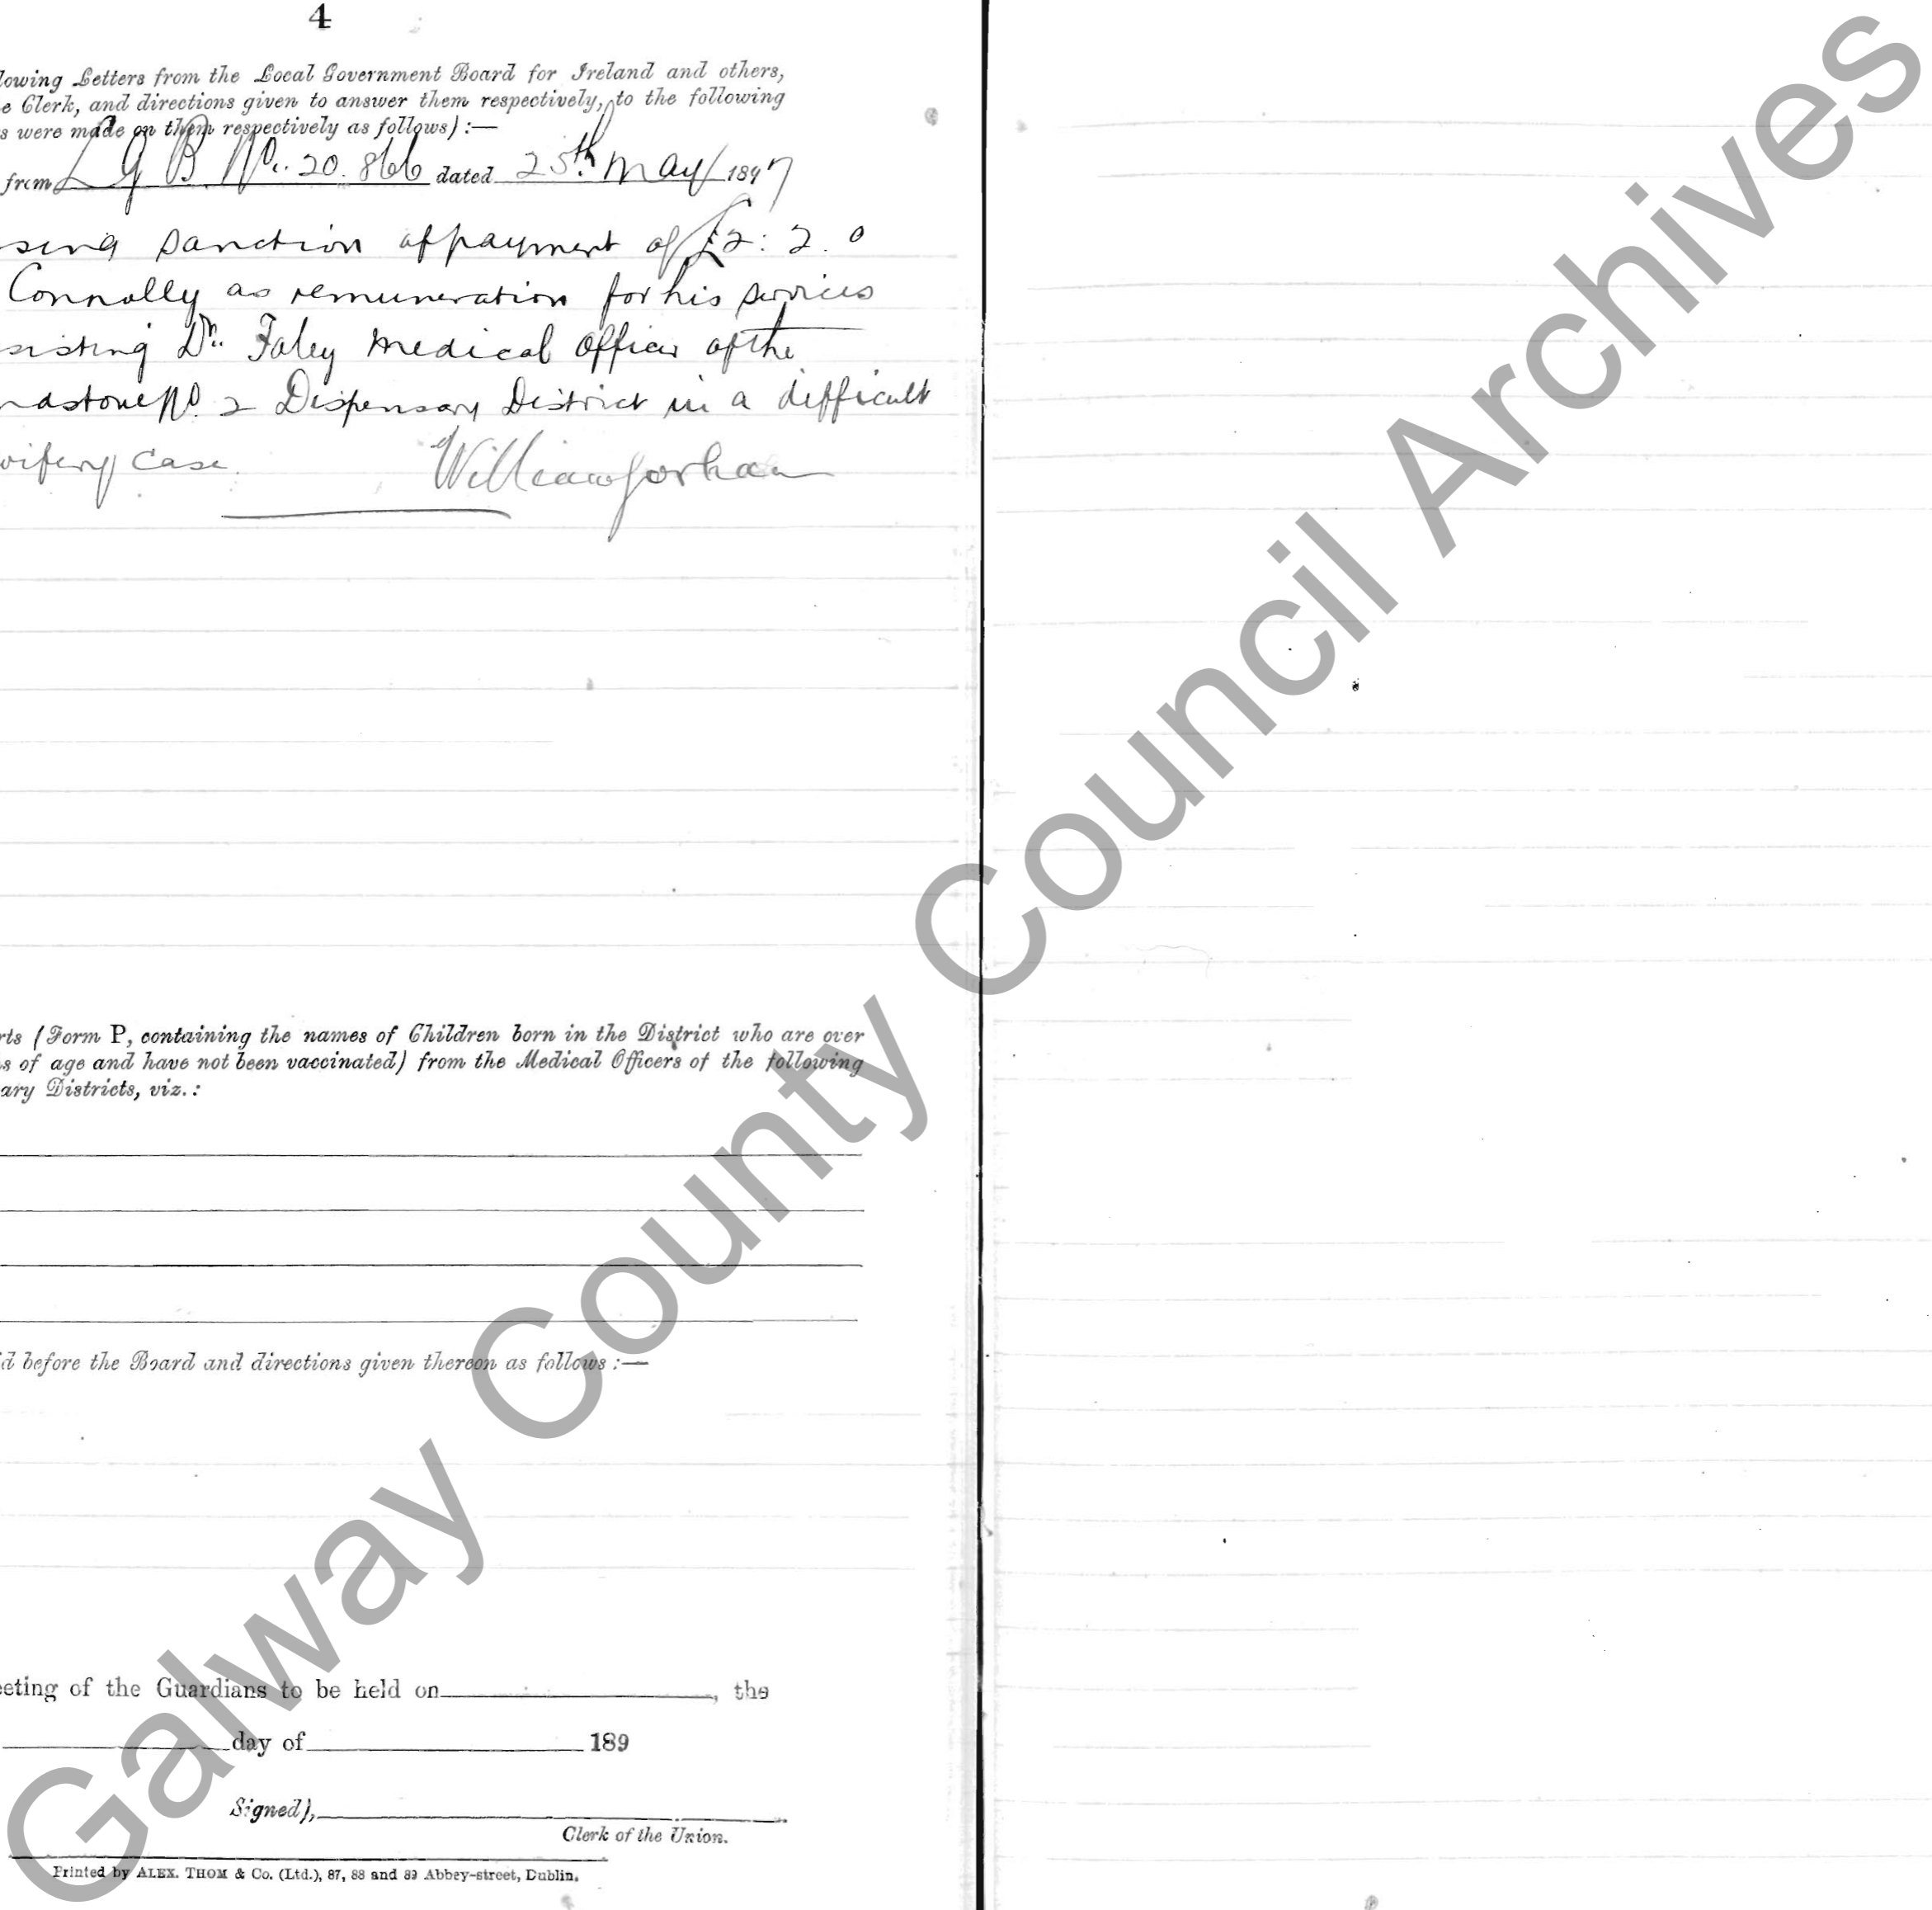 4
lowing Letters from the Local Government Board for Ireland and others,
e Clerk, and directions given to answer them respectively, to the following
s were made on them respectively as follows):—
from L G B No. 20.866 dated 25th May 1897
sing sanction of payment of £2:2.0
Connolly as remuneration for his services
sisting Dr. Foley Medical Officer of the
ndstone No. 2 Dispensary District in a difficult
wifery Case.
William Gorham
rts (Form P, containing the names of Children born in the District who are over
s of age and have not been vaccinated) from the Medical Officers of the following
ary Districts, viz.:
d before the Board and directions given thereon as follows:—
eeting of the Guardians to be held on , the
day of 189
Signed),
Clerk of the Union.
Printed by ALEX. THOM & Co. (Ltd.), 87, 88 and 89 Abbey-street, Dublin.
Galway County Council Archives